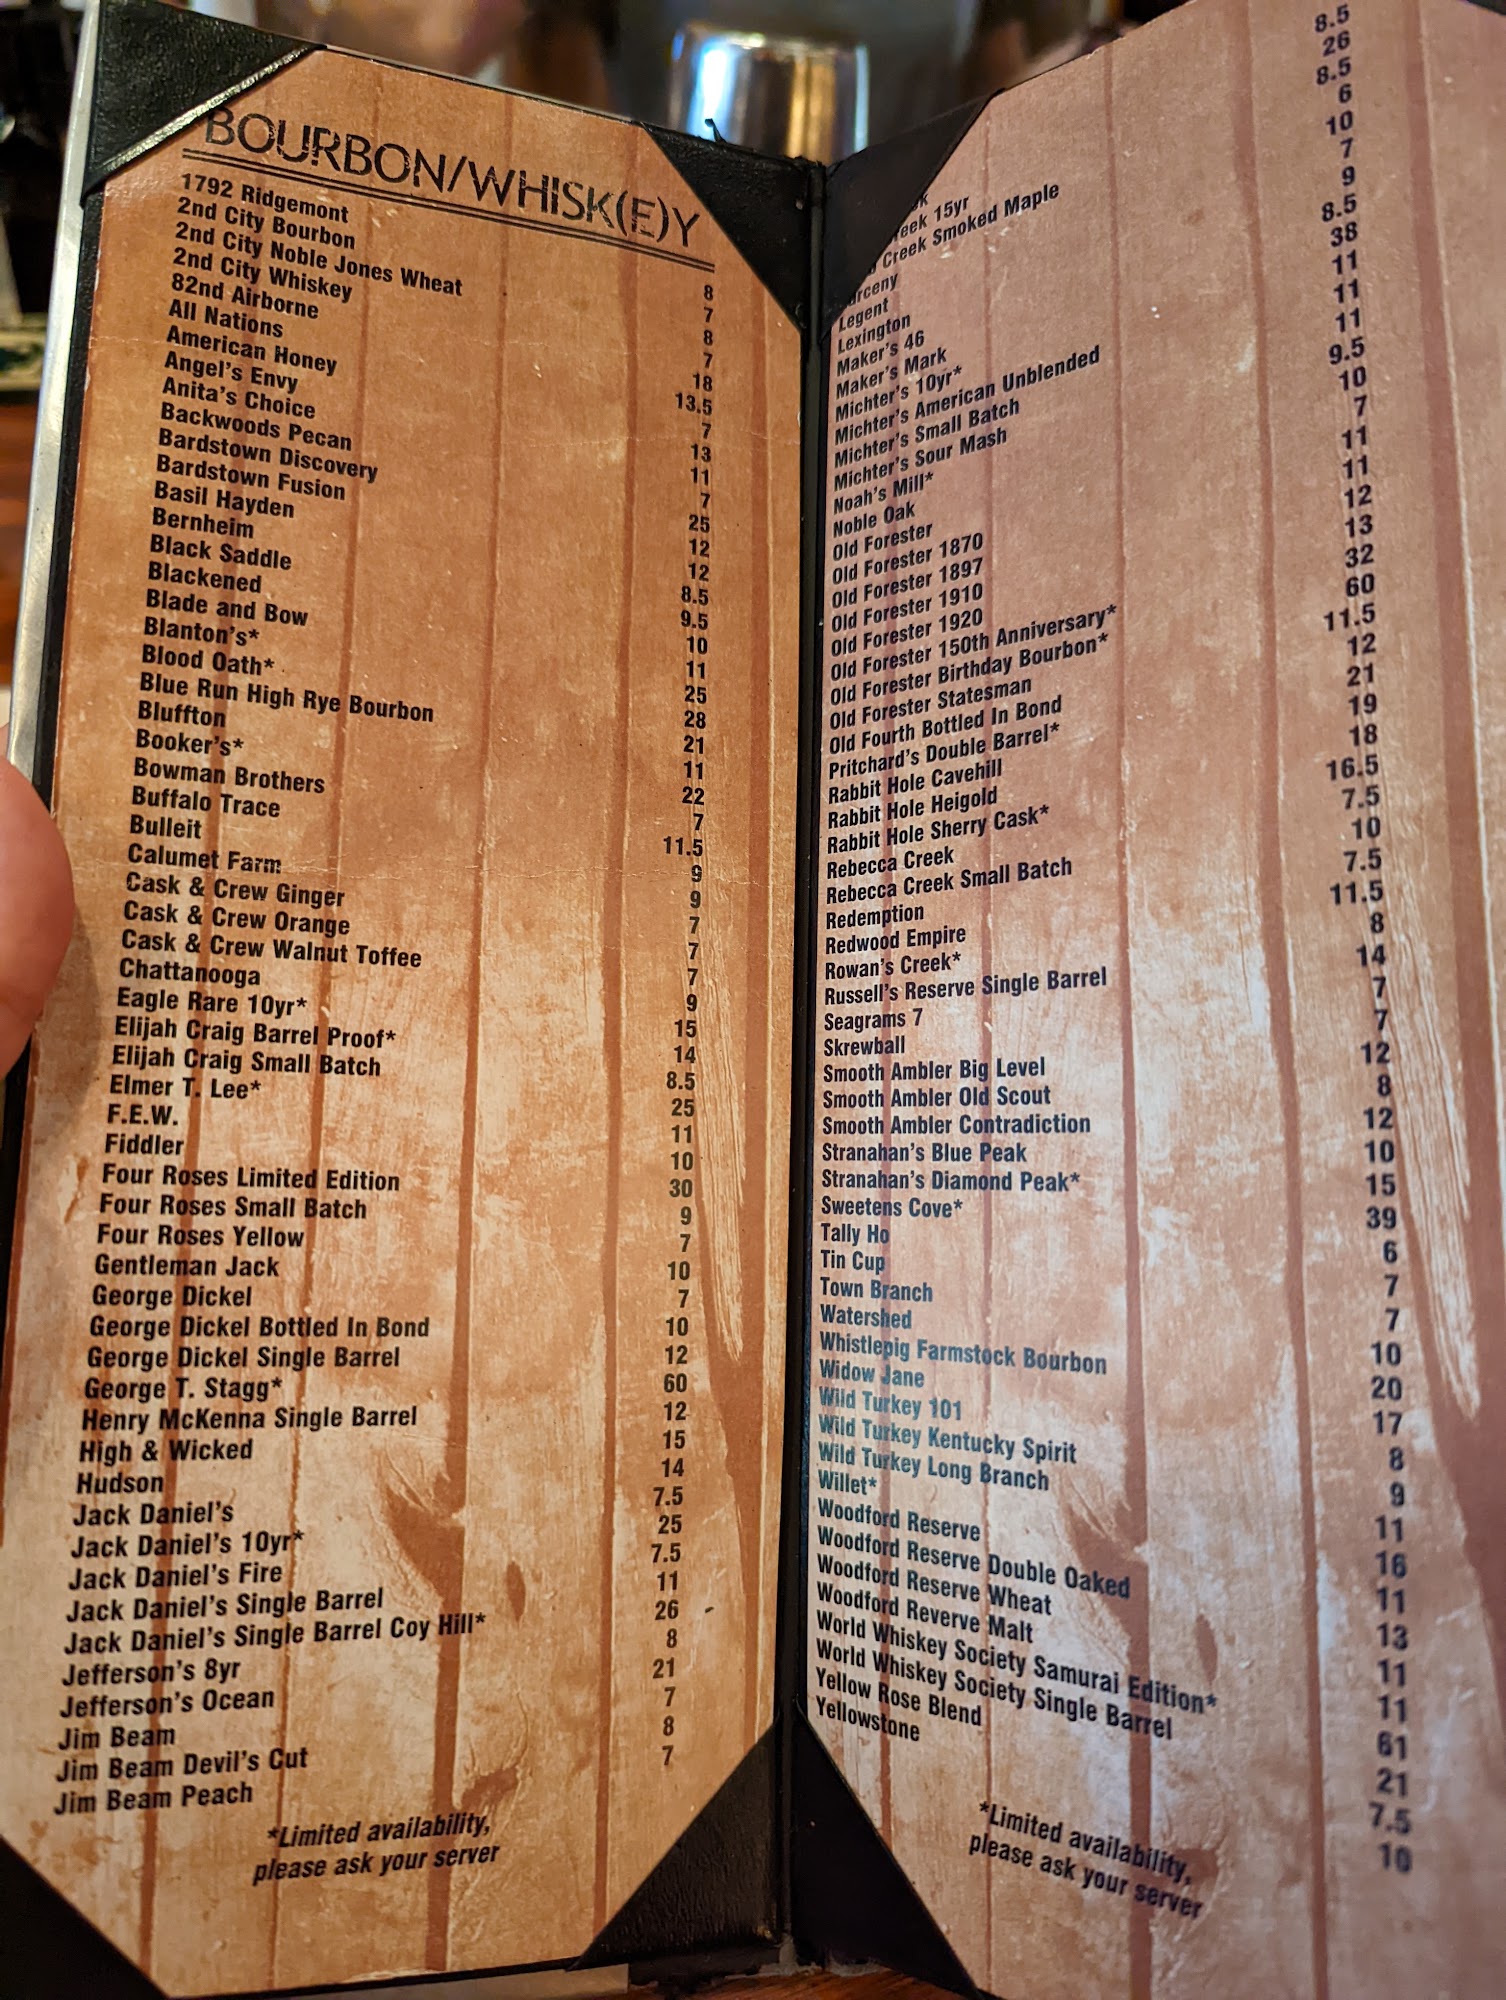 BOURBON/WHISK(E)Y
1792 Ridgemont 8
2nd City Bourbon 7
2nd City Noble Jones Wheat 8
2nd City Whiskey 7
82nd Airborne 18
All Nations 13.5
American Honey 7
Angel's Envy 13
Anita's Choice 11
Backwoods Pecan 7
Bardstown Discovery 25
Bardstown Fusion 12
Basil Hayden 12
Bernheim 8.5
Black Saddle 9.5
Blackened 10
Blade and Bow 11
Blanton's* 25
Blood Oath* 28
Blue Run High Rye Bourbon 21
Bluffton 11
Booker's* 22
Bowman Brothers 7
Buffalo Trace 11.5
Bulleit 9
Calumet Farm 9
Cask & Crew Ginger 7
Cask & Crew Orange 7
Cask & Crew Walnut Toffee 7
Chattanooga 9
Eagle Rare 10yr* 15
Elijah Craig Barrel Proof* 14
Elijah Craig Small Batch 8.5
Elmer T. Lee* 25
F.E.W. 11
Fiddler 10
Four Roses Limited Edition 30
Four Roses Small Batch 9
Four Roses Yellow 7
Gentleman Jack 10
George Dickel 7
George Dickel Bottled In Bond 10
George Dickel Single Barrel 12
George T. Stagg* 60
Henry McKenna Single Barrel 12
High & Wicked 15
Hudson 14
Jack Daniel's 7.5
Jack Daniel's 10yr* 25
Jack Daniel's Fire 7.5
Jack Daniel's Single Barrel 11
Jack Daniel's Single Barrel Coy Hill* 26
Jefferson's 8yr 8
Jefferson's Ocean 21
Jim Beam 7
Jim Beam Devil's Cut 8
Jim Beam Peach 7
*Limited availability,
please ask your server
8.5
15yr 26
Creek Smoked Maple 8.5
6
Legent 10
Lexington 7
Maker's 46 9
Maker's Mark 8.5
Michter's 10yr* 38
Michter's American Unblended 11
Michter's Small Batch 11
Michter's Sour Mash 11
Noah's Mill* 9.5
Noble Oak 10
Old Forester 7
Old Forester 1870 11
Old Forester 1897 11
Old Forester 1910 12
Old Forester 1920 13
Old Forester 150th Anniversary* 32
Old Forester Birthday Bourbon* 60
Old Forester Statesman 11.5
Old Fourth Bottled In Bond 12
Pritchard's Double Barrel* 21
Rabbit Hole Cavehill 19
Rabbit Hole Heigold 18
Rabbit Hole Sherry Cask* 16.5
Rebecca Creek 7.5
Rebecca Creek Small Batch 10
Redemption 7.5
Redwood Empire 11.5
Rowan's Creek* 8
Russell's Reserve Single Barrel 14
Seagrams 7 7
Skrewball 7
Smooth Ambler Big Level 12
Smooth Ambler Old Scout 8
Smooth Ambler Contradiction 12
Stranahan's Blue Peak 10
Stranahan's Diamond Peak* 15
Sweetens Cove* 39
Tally Ho 6
Tin Cup 7
Town Branch 7
Watershed 10
Whistlepig Farmstock Bourbon 20
Widow Jane 17
Wild Turkey 101 8
Wild Turkey Kentucky Spirit 9
Wild Turkey Long Branch 11
Willet* 16
Woodford Reserve 11
Woodford Reserve Double Oaked 13
Woodford Reserve Wheat 11
Woodford Reverve Malt 11
World Whiskey Society Samurai Edition* 61
World Whiskey Society Single Barrel 21
Yellow Rose Blend 7.5
Yellowstone 10
*Limited availability,
please ask your server